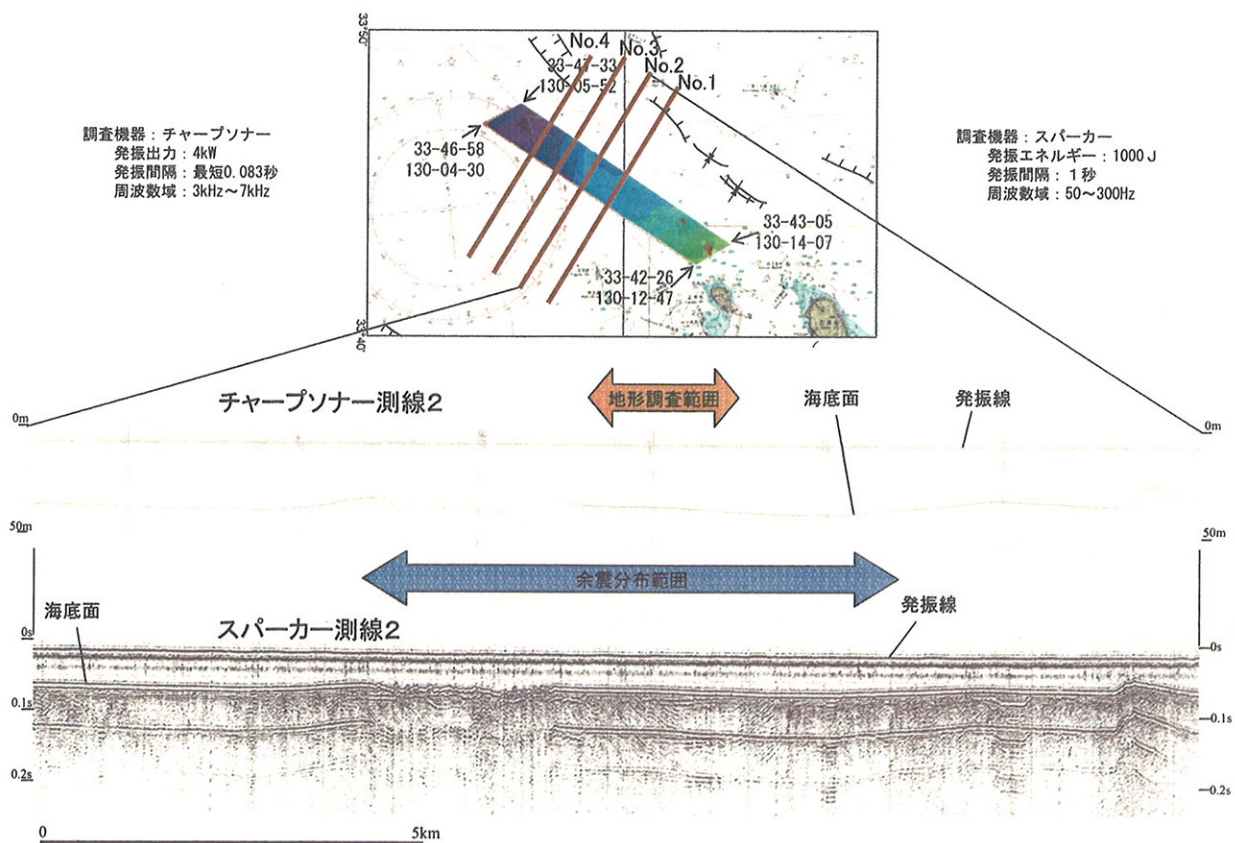 33°50′
No.4
No.3
No.2
No.1
33-47-33
130-05-52
33-46-58
130-04-30
33-43-05
130-14-07
33-42-26
130-12-47
33°40′
調査機器：チャープソナー
発振出力：4kW
発振間隔：最短0.083秒
周波数域：3kHz～7kHz
調査機器：スパーカー
発振エネルギー：1000J
発振間隔：1秒
周波数域：50～300Hz
チャープソナー測線2
地形調査範囲
海底面
発振線
0m
0m
50m
50m
余震分布範囲
海底面
スパーカー測線2
発振線
0s
0s
0.1s
0.1s
0.2s
0.2s
0
5km